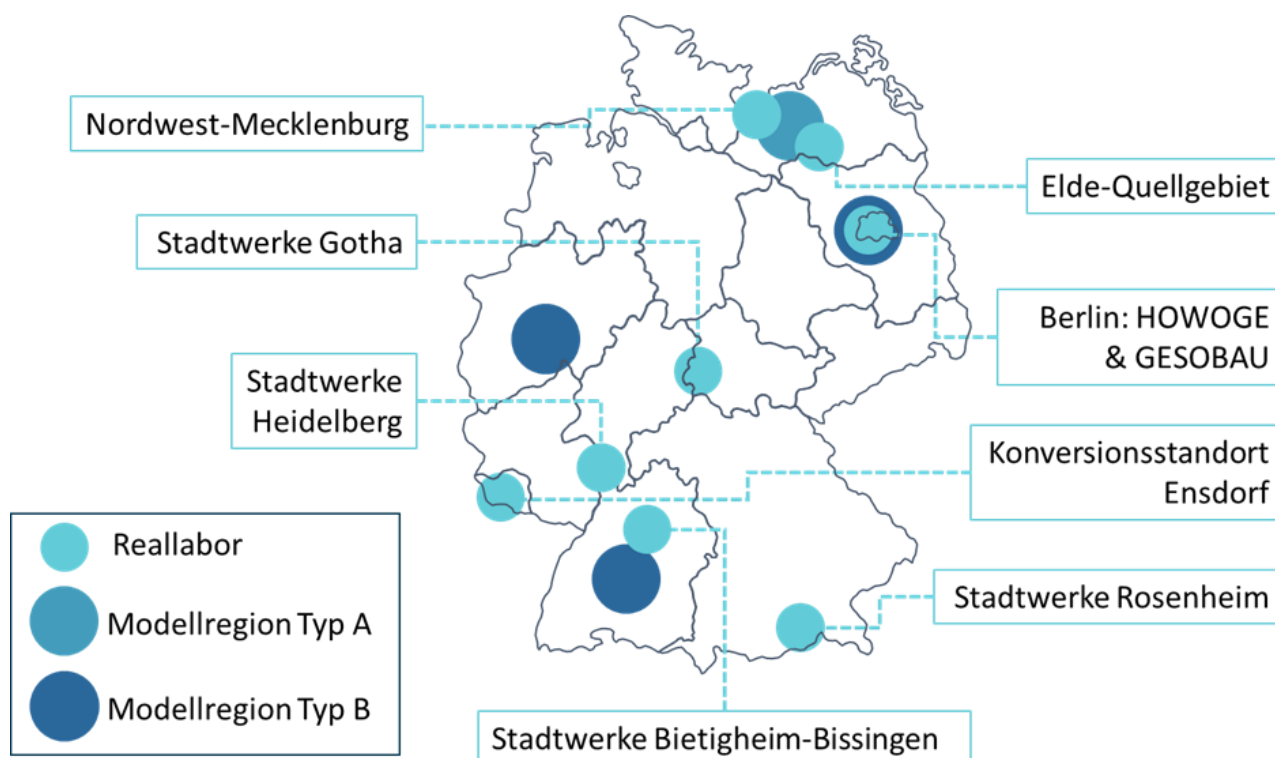 Nordwest-Mecklenburg
Elde-Quellgebiet
Stadtwerke Gotha
Berlin: HOWOGE
& GESOBAU
Stadtwerke
Heidelberg
Konversionsstandort
Ensdorf
Reallabor
Modellregion Typ A
Modellregion Typ B
Stadtwerke Rosenheim
Stadtwerke Bietigheim-Bissingen